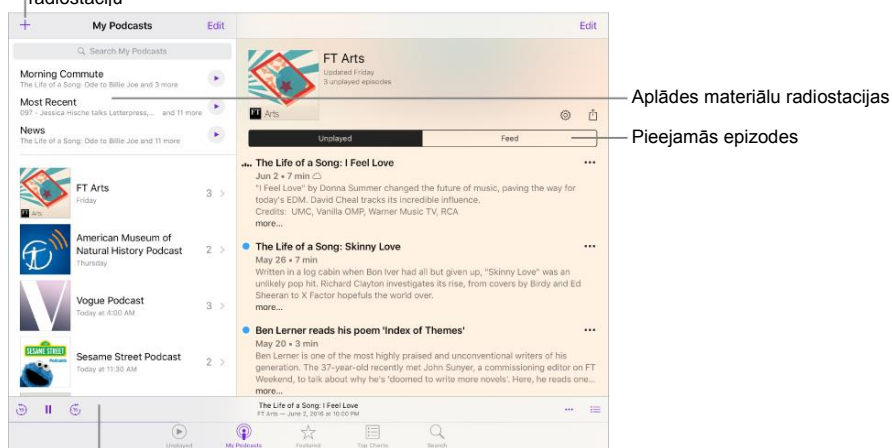 radiostaciju
My Podcasts
Edit
Search My Podcasts
Morning Commute
The Life of a Song: Ode to Billie Joe and 3 more
Most Recent
097 - Jessica Hische talks Letterpress,... and 11 more
News
The Life of a Song: Ode to Billie Joe and 11 more
FT Arts
Friday
3
American Museum of
Natural History Podcast
Thursday
2
Vogue Podcast
Today at 4:00 AM
3
SESAME STREET
Podcasts
Sesame Street Podcast
Today at 11:30 AM
2
Edit
FT Arts
Updated Friday
3 unplayed episodes
FT Arts
Unplayed
Feed
The Life of a Song: I Feel Love
Jun 2 • 7 min
"I Feel Love" by Donna Summer changed the future of music, paving the way for
today's EDM. David Cheal tracks its incredible influence.
Credits: UMC, Vanilla OMP, Warner Music TV, RCA
more...
The Life of a Song: Skinny Love
May 26 • 7 min
Written in a log cabin when Bon Iver had all but given up, "Skinny Love" was an
unlikely pop hit. Richard Clayton investigates its rise, from covers by Birdy and Ed
Sheeran to X Factor hopefuls the world over.
more...
Ben Lerner reads his poem 'Index of Themes'
May 20 • 3 min
Ben Lerner is one of the most highly praised and unconventional writers of his
generation. The 37-year-old recently met John Sunyer, a commissioning editor on FT
Weekend, to talk about why he's 'doomed to write more novels'. Here, he reads one...
more...
The Life of a Song: I Feel Love
FT Arts — June 2, 2016 at 10:00 PM
Unplayed
My Podcasts
Featured
Top Charts
Search
Aplādes materiālu radiostacijas
Pieejamās epizodes